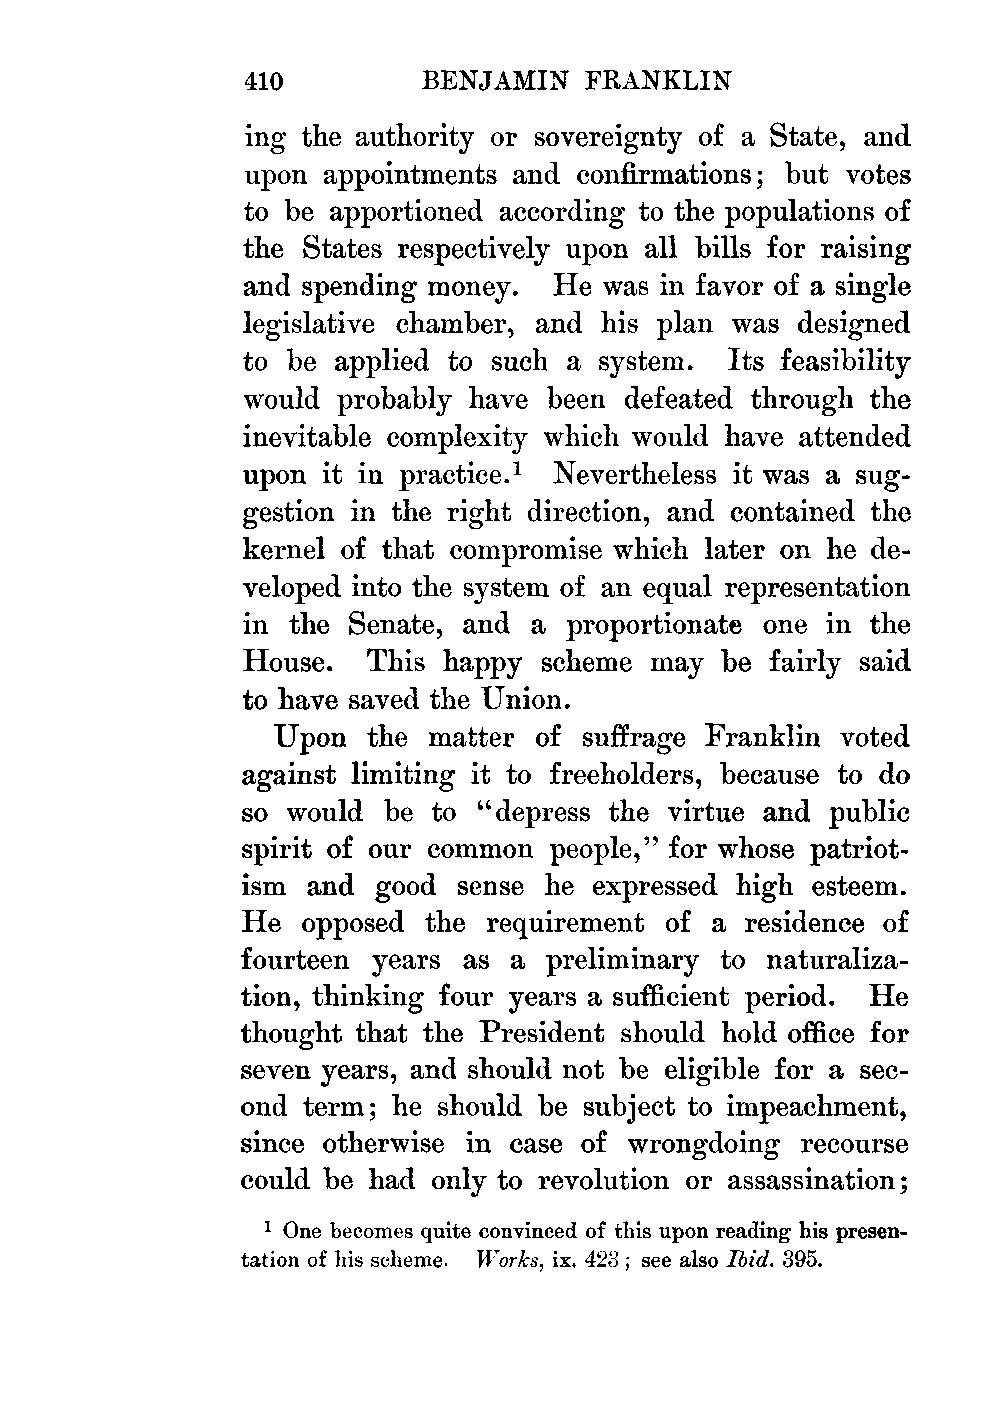 410 BENJAMIN FRANKLIN
ing the authority or sovereignty of a State, and
upon appointments and confirmations; but votes
to be apportioned according to the populations of
the States respectively upon all bills for raising
and spending money. He was in favor of a single
legislative chamber, and his plan was designed
to be applied to such a system. Its feasibility
would probably have been defeated through the
inevitable complexity which would have attended
upon it in practice.¹ Nevertheless it was a sug-
gestion in the right direction, and contained the
kernel of that compromise which later on he de-
veloped into the system of an equal representation
in the Senate, and a proportionate one in the
House. This happy scheme may be fairly said
to have saved the Union.
Upon the matter of suffrage Franklin voted
against limiting it to freeholders, because to do
so would be to “depress the virtue and public
spirit of our common people,” for whose patriot-
ism and good sense he expressed high esteem.
He opposed the requirement of a residence of
fourteen years as a preliminary to naturaliza-
tion, thinking four years a sufficient period. He
thought that the President should hold office for
seven years, and should not be eligible for a sec-
ond term; he should be subject to impeachment,
since otherwise in case of wrongdoing recourse
could be had only to revolution or assassination;
¹ One becomes quite convinced of this upon reading his presen-
tation of his scheme. Works, ix. 423; see also Ibid. 395.